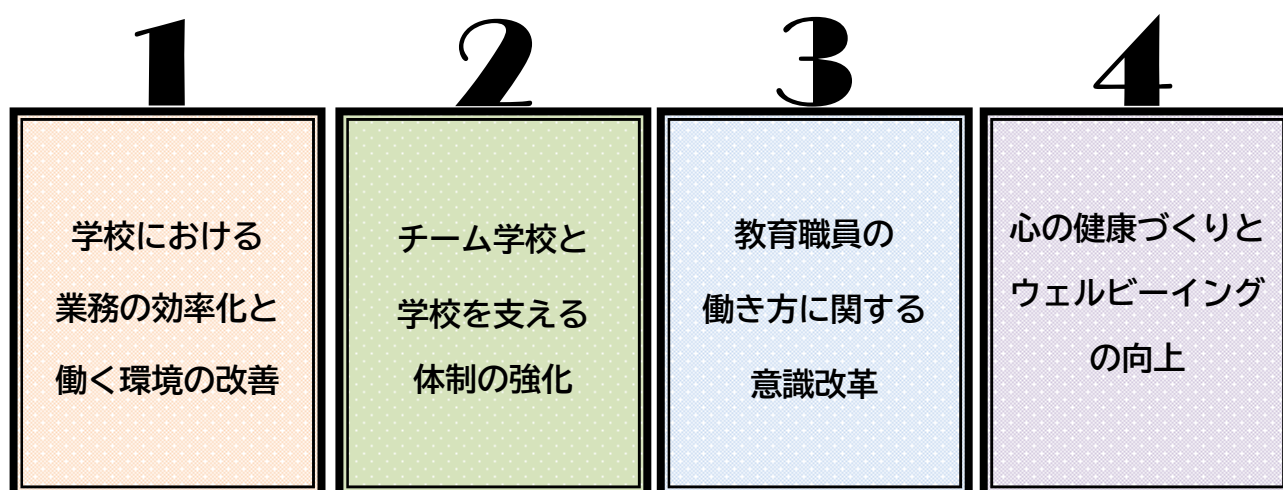 1
学校における
業務の効率化と
働く環境の改善
2
チーム学校と
学校を支える
体制の強化
3
教育職員の
働き方に関する
意識改革
4
心の健康づくりと
ウェルビーイング
の向上